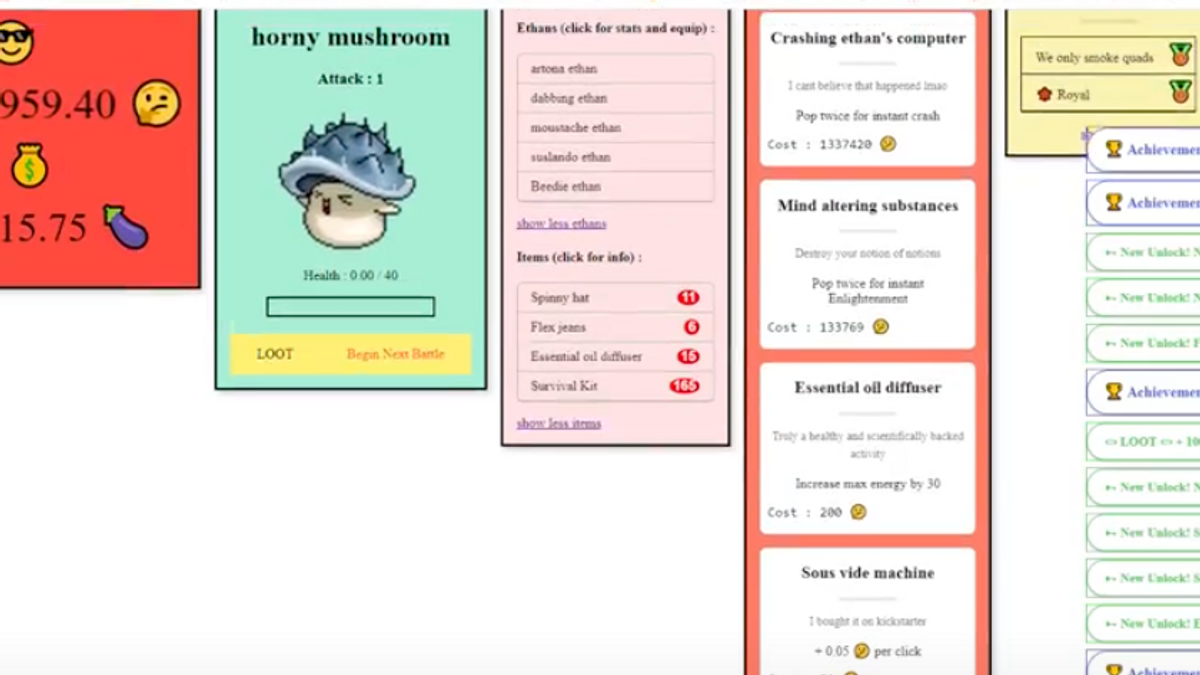 959.40
15.75
horny mushroom
Attack : 1
Health : 0.00 / 40
LOOT
Begin Next Battle
Ethans (click for stats and equip) :
artona ethan
dabbing ethan
moustache ethan
sualando ethan
Beedie ethan
show less ethans
Items (click for info) :
Spinny hat 11
Flex jeans 6
Essential oil diffuser 15
Survival Kit 165
show less items
Crashing ethan's computer
I cant believe that happened lmao
Pop twice for instant crash
Cost : 1337420
Mind altering substances
Destroy your notion of notions
Pop twice for instant
Enlightenment
Cost : 133769
Essential oil diffuser
Truly a healthy and scientifically backed
activity
Increase max energy by 30
Cost : 200
Sous vide machine
I bought it on kickstarter
+ 0.05 per click
We only smoke quads
Royal
Achievemen
Achievemen
New Unlock! N
New Unlock! N
New Unlock! F
Achievemen
LOOT + 10
New Unlock! N
New Unlock! S
New Unlock! S
New Unlock! E
Achievemen